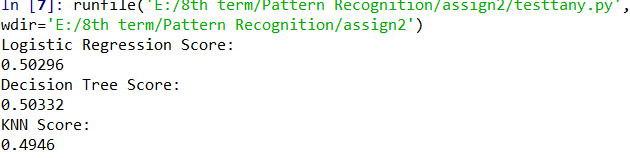 In [7]: runfile('E:/8th term/Pattern Recognition/assign2/testtany.py',
wdir='E:/8th term/Pattern Recognition/assign2')
Logistic Regression Score:
0.50296
Decision Tree Score:
0.50332
KNN Score:
0.4946